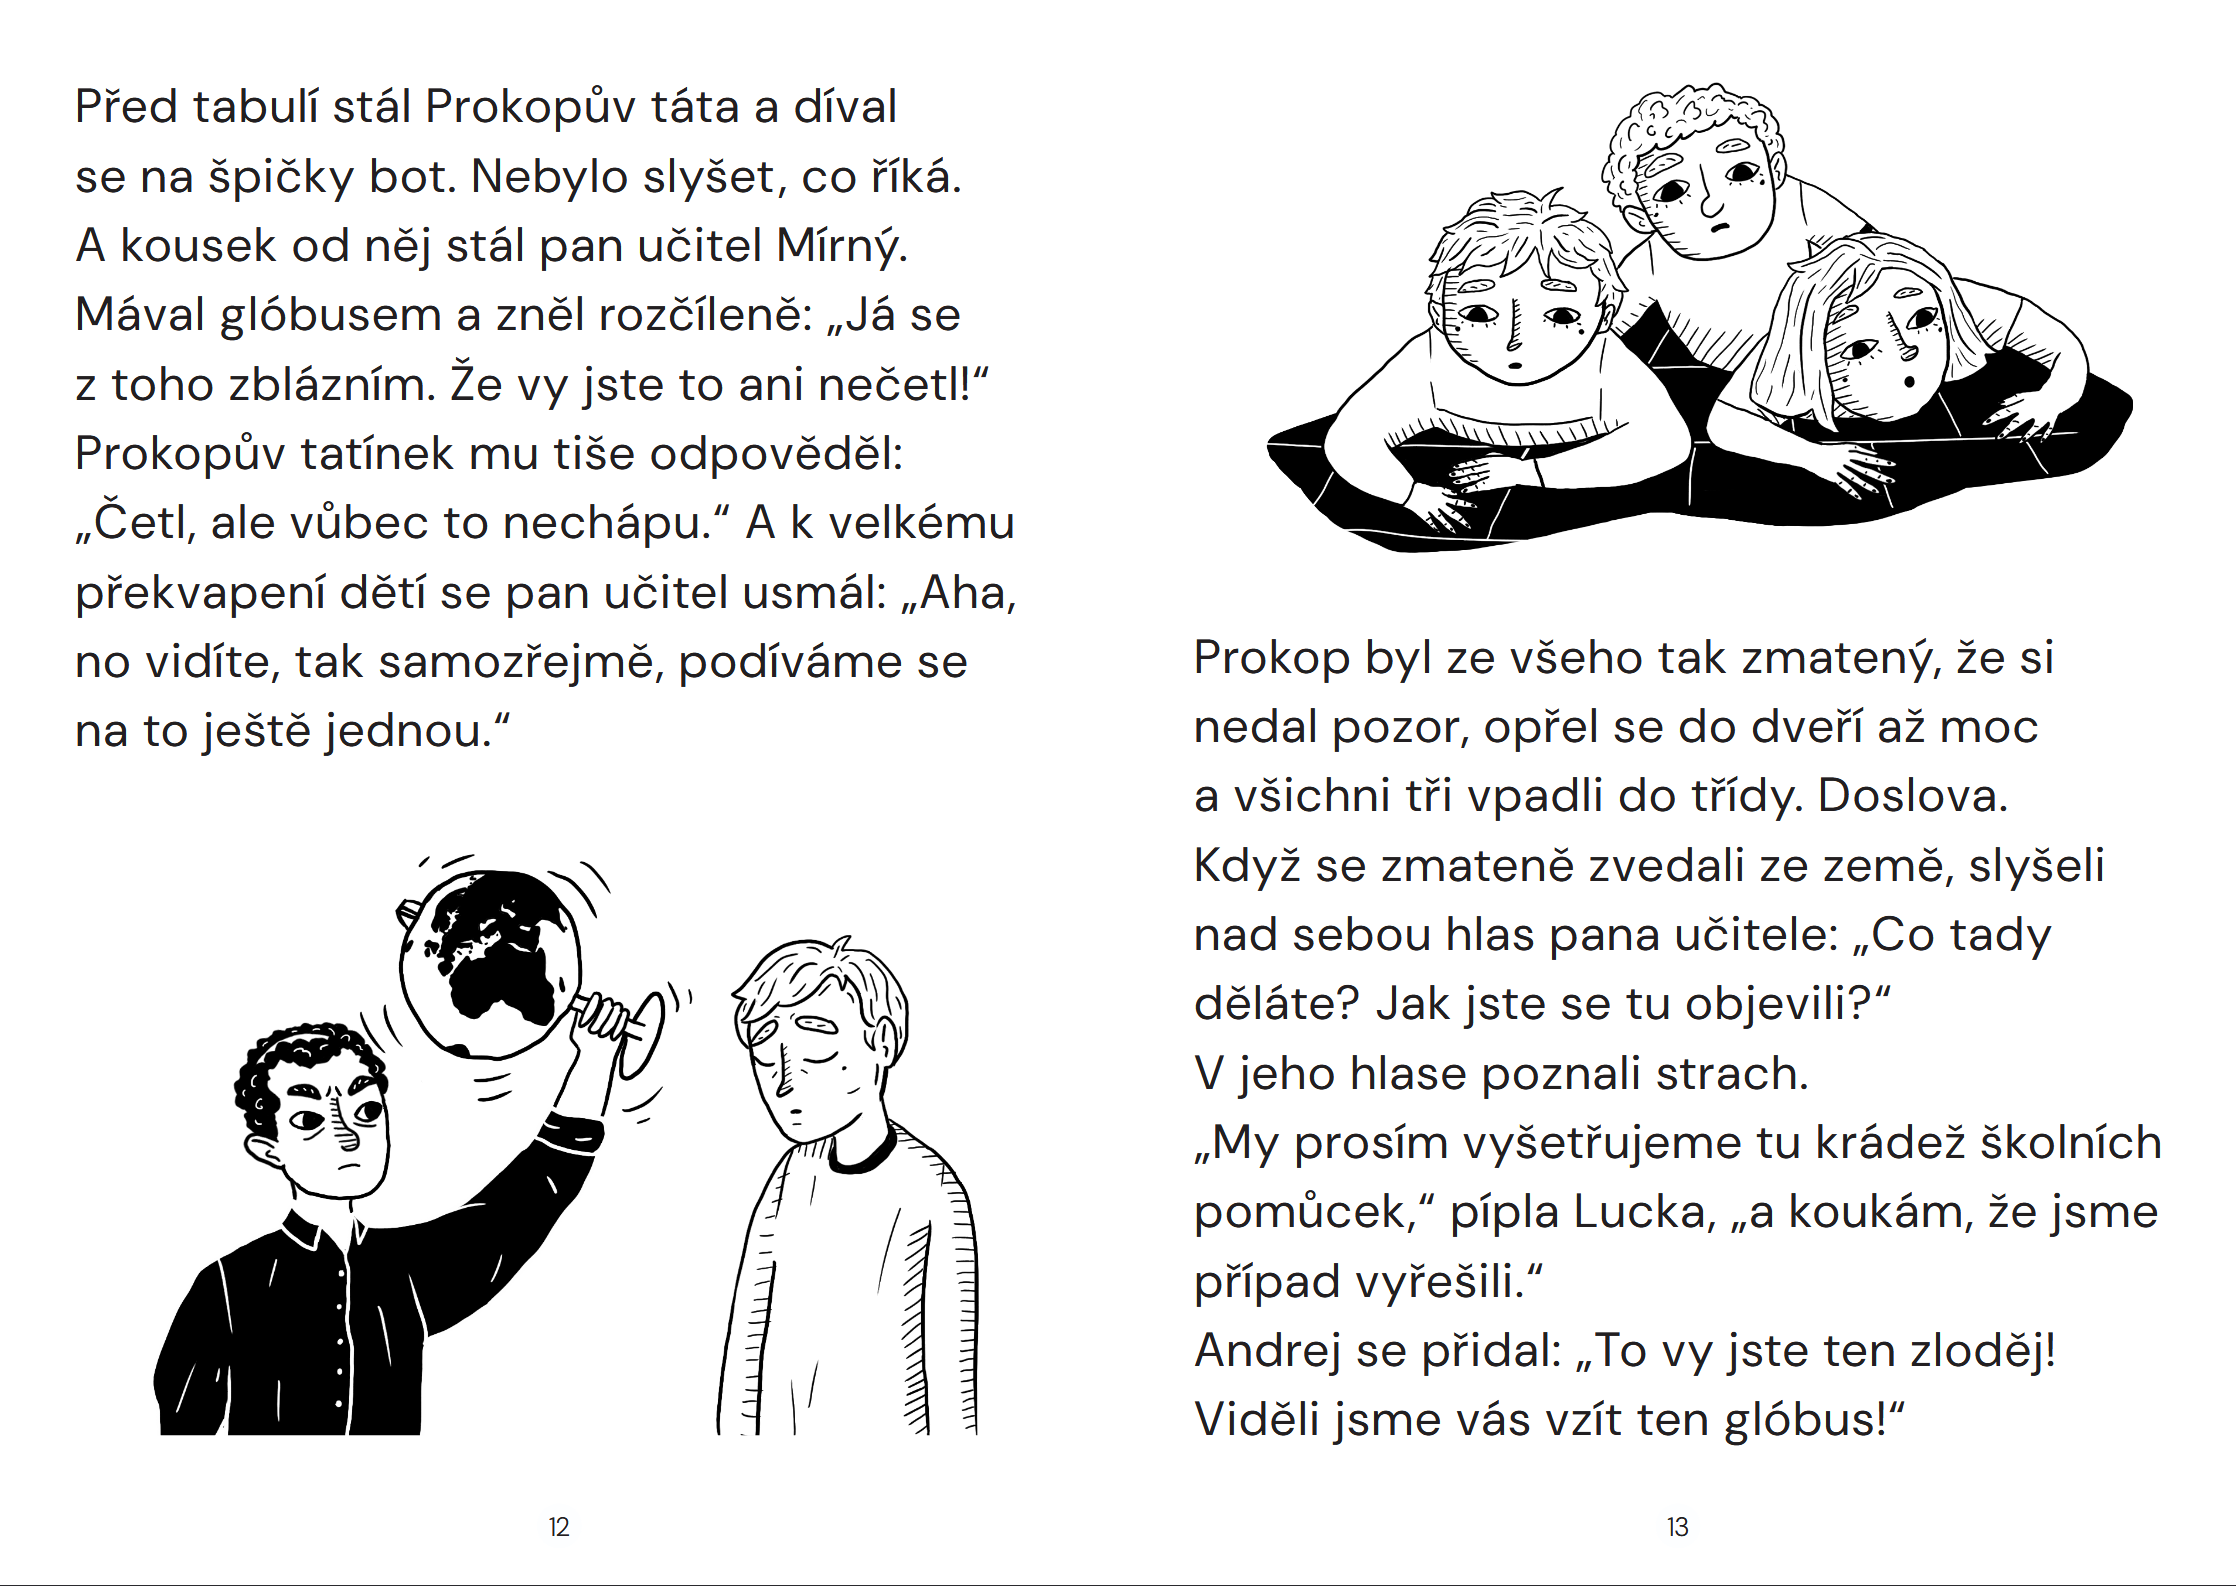 Před tabulí stál Prokopův táta a díval
se na špičky bot. Nebylo slyšet, co říká.
A kousek od něj stál pan učitel Mírný.
Mával glóbusem a zněl rozčíleně: „Já se
z toho zblázním. Že vy jste to ani nečetl!“
Prokopův tatínek mu tiše odpověděl:
„Četl, ale vůbec to nechápu.“ A k velkému
překvapení dětí se pan učitel usmál: „Aha,
no vidíte, tak samozřejmě, podíváme se
na to ještě jednou.“
12
Prokop byl ze všeho tak zmatený, že si
nedal pozor, opřel se do dveří až moc
a všichni tři vpadli do třídy. Doslova.
Když se zmateně zvedali ze země, slyšeli
nad sebou hlas pana učitele: „Co tady
děláte? Jak jste se tu objevili?“
V jeho hlase poznali strach.
„My prosím vyšetřujeme tu krádež školních
pomůcek,“ pípla Lucka, „a koukám, že jsme
případ vyřešili.“
Andrej se přidal: „To vy jste ten zloděj!
Viděli jsme vás vzít ten glóbus!“
13